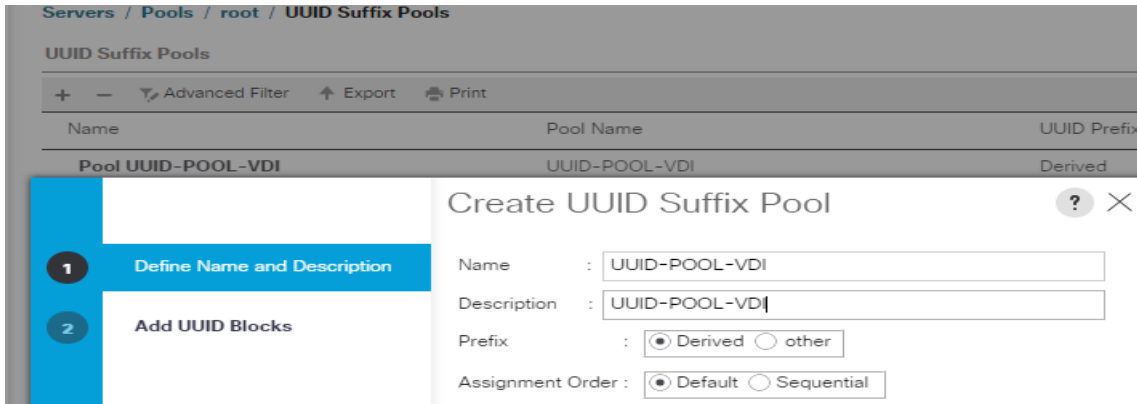 Servers / Pools / root / UUID Suffix Pools
UUID Suffix Pools
+ − Advanced Filter Export Print
Name Pool Name UUID Prefix
Pool UUID-POOL-VDI UUID-POOL-VDI Derived
Create UUID Suffix Pool ? ×
1 Define Name and Description
Name : UUID-POOL-VDI
Description : UUID-POOL-VDI
2 Add UUID Blocks
Prefix : Derived other
Assignment Order : Default Sequential